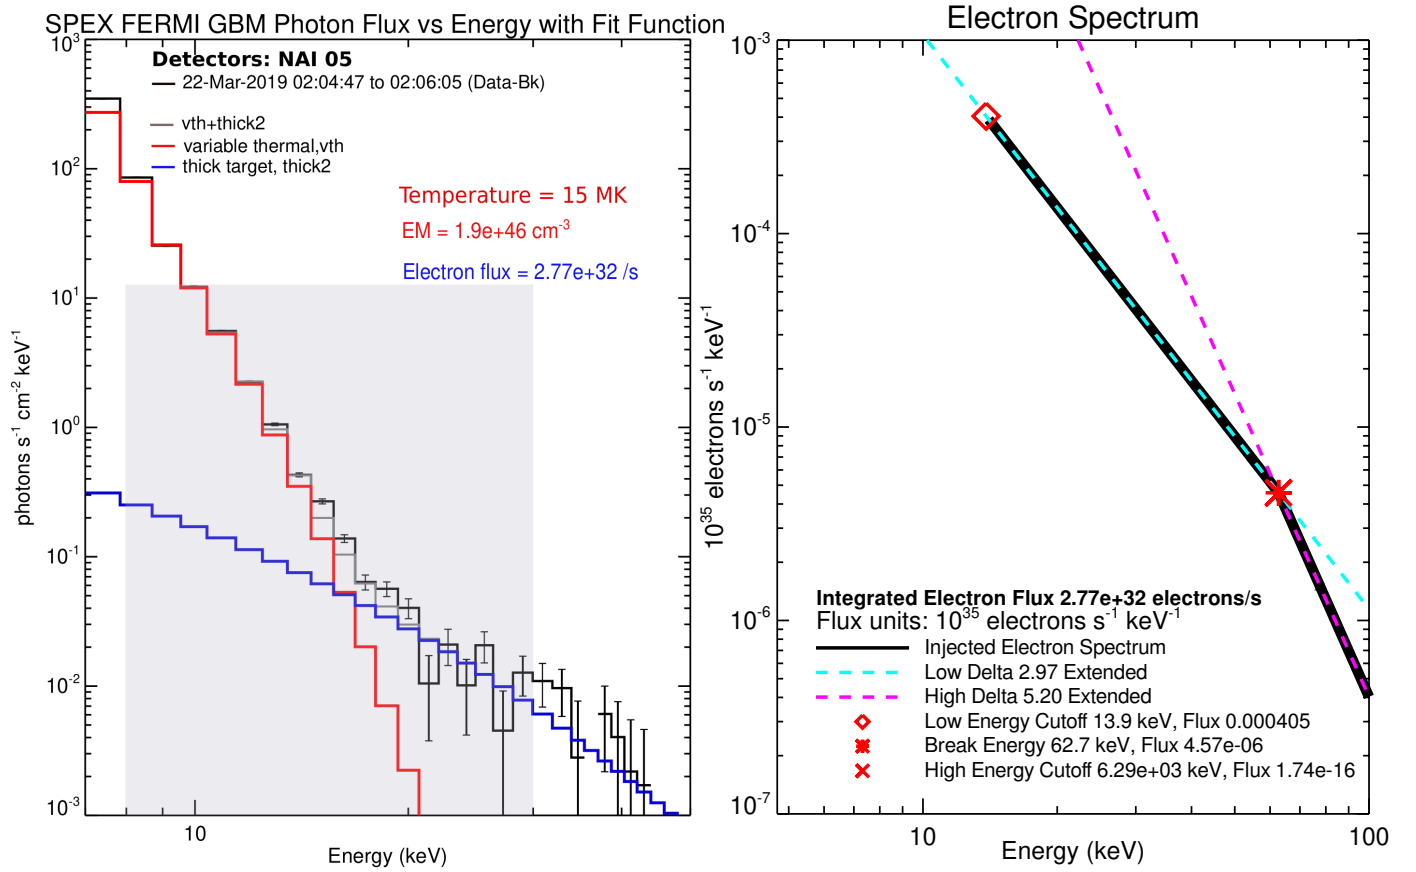 SPEX FERMI GBM Photon Flux vs Energy with Fit Function
Detectors: NAI 05
22-Mar-2019 02:04:47 to 02:06:05 (Data-Bk)
vth+thick2
variable thermal,vth
thick target, thick2
Temperature = 15 MK
EM = 1.9e+46 cm⁻³
Electron flux = 2.77e+32 /s
photons s⁻¹ cm⁻² keV⁻¹
10³
10²
10¹
10⁰
10⁻¹
10⁻²
10⁻³
10
Energy (keV)
Electron Spectrum
10³⁵ electrons s⁻¹ keV⁻¹
10⁻³
10⁻⁴
10⁻⁵
10⁻⁶
10⁻⁷
Integrated Electron Flux 2.77e+32 electrons/s
Flux units: 10³⁵ electrons s⁻¹ keV⁻¹
Injected Electron Spectrum
Low Delta 2.97 Extended
High Delta 5.20 Extended
Low Energy Cutoff 13.9 keV, Flux 0.000405
Break Energy 62.7 keV, Flux 4.57e-06
High Energy Cutoff 6.29e+03 keV, Flux 1.74e-16
10
100
Energy (keV)